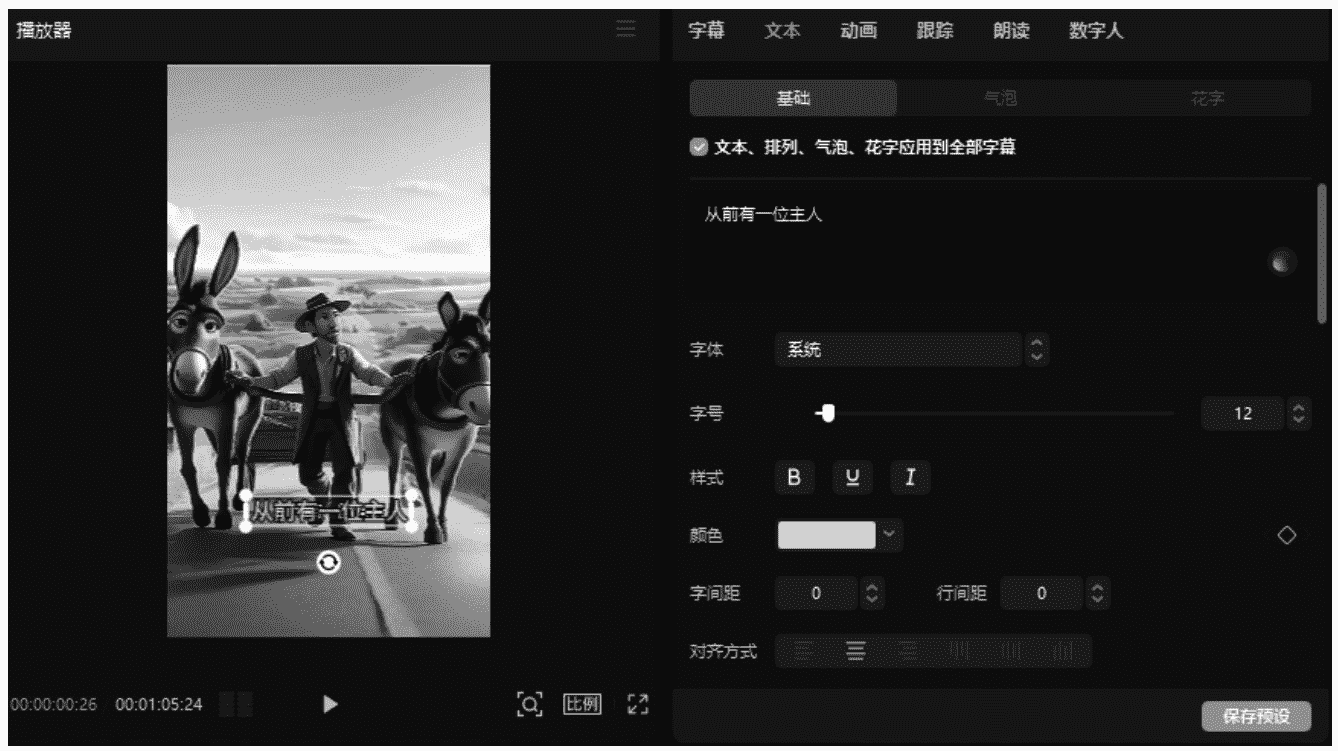 播放器
从前有一位主人
00:00:00:26 00:01:05:24
比例
字幕 文本 动画 跟踪 朗读 数字人
基础 气泡 花字
文本、排列、气泡、花字应用到全部字幕
从前有一位主人
字体 系统
字号 12
样式 B U I
颜色
字间距 0 行间距 0
对齐方式
保存预设